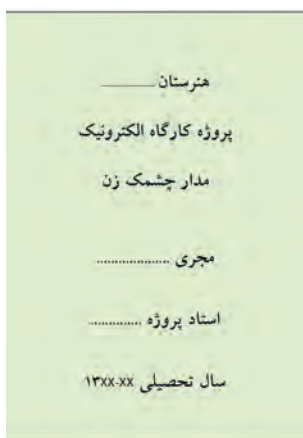 هنرستان ..............
پروژه کارگاه الکترونیک
مدار چشمک زن
مجری ...................
استاد پروژه .............
سال تحصیلی ۱۳xx-xx